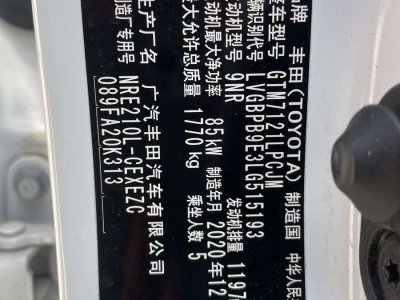 品牌 丰田(TOYOTA) 制造国 中华人民
整车型号 GTM7121LPCJM
车辆识别代号 LVGBPB9E3LG515193
发动机型号 9NR 发动机排量 1197
动机最大净功率 85kW 制造年月 2020年12
大允许总质量 1770 kg 乘坐人数 5
生产厂名 广汽丰田汽车有限公司
制造厂专用号 NRE210L-CEXEZC
089FA20K313